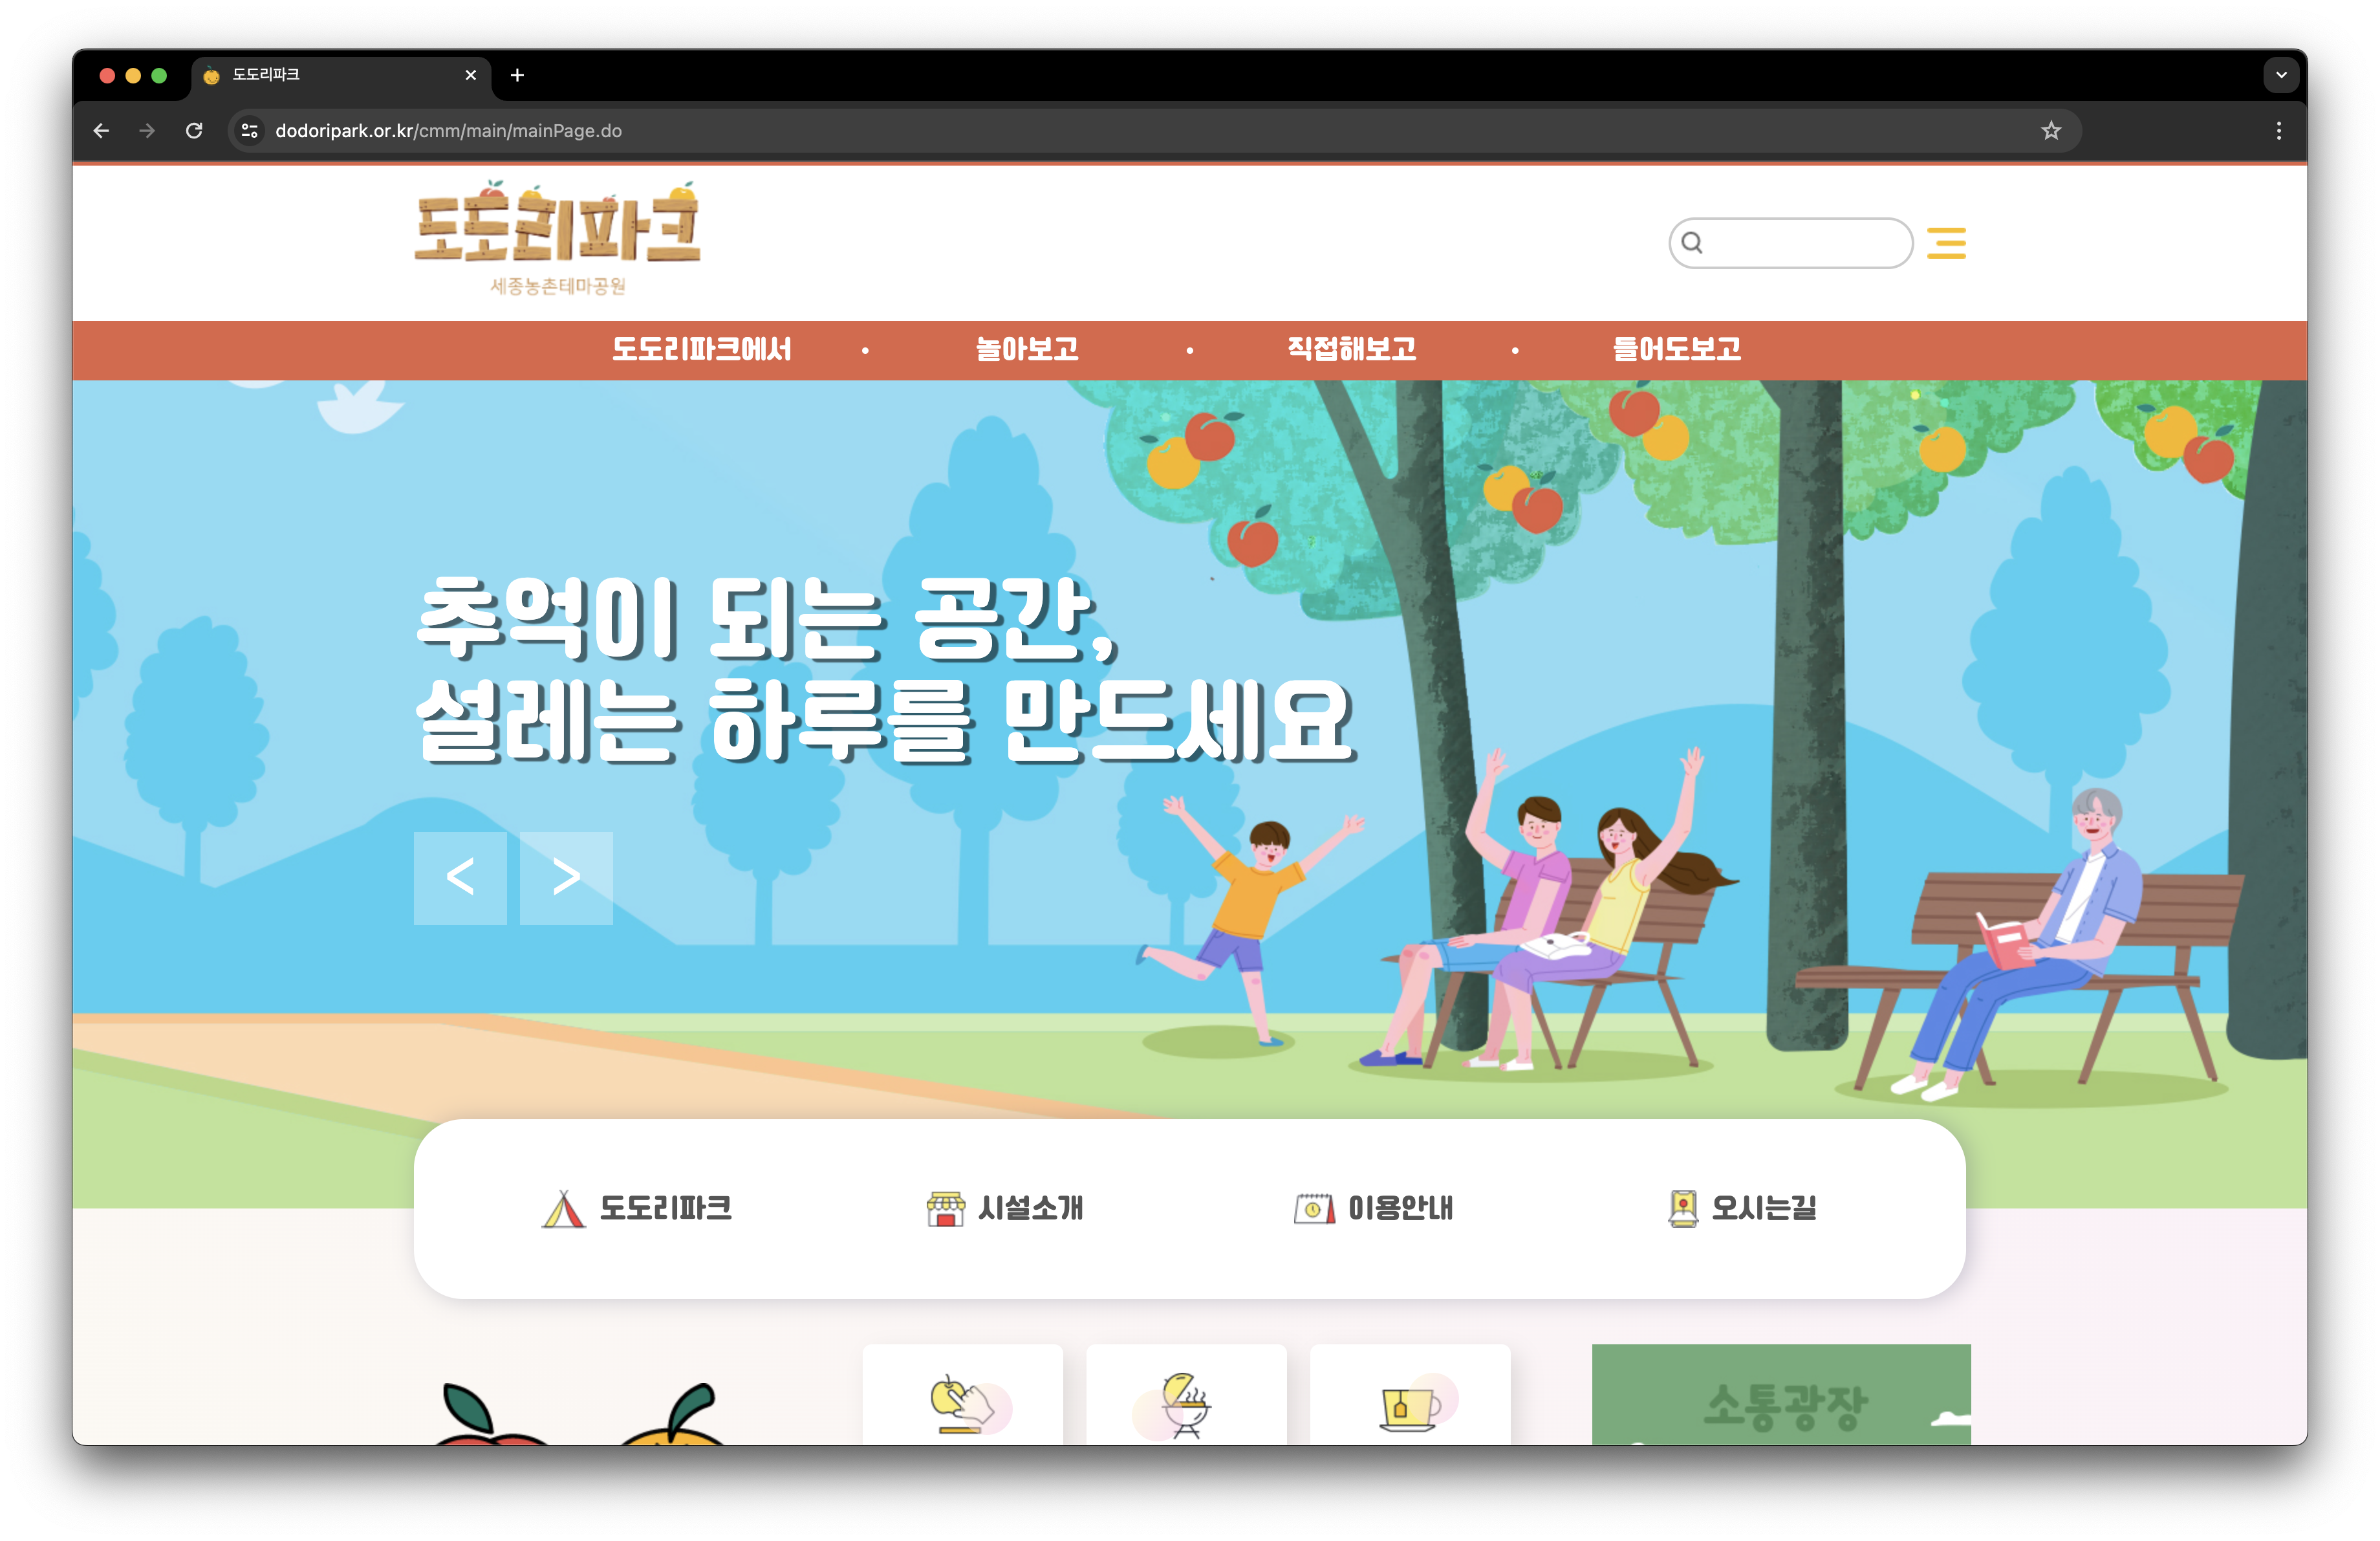 도도리파크
dodoripark.or.kr/cmm/main/mainPage.do
도도리파크
세종농촌테마공원
도도리파크에서 • 놀아보고 • 직접해보고 • 들어도보고
추억이 되는 공간,
설레는 하루를 만드세요
< >
도도리파크 시설소개 이용안내 오시는길
소통광장